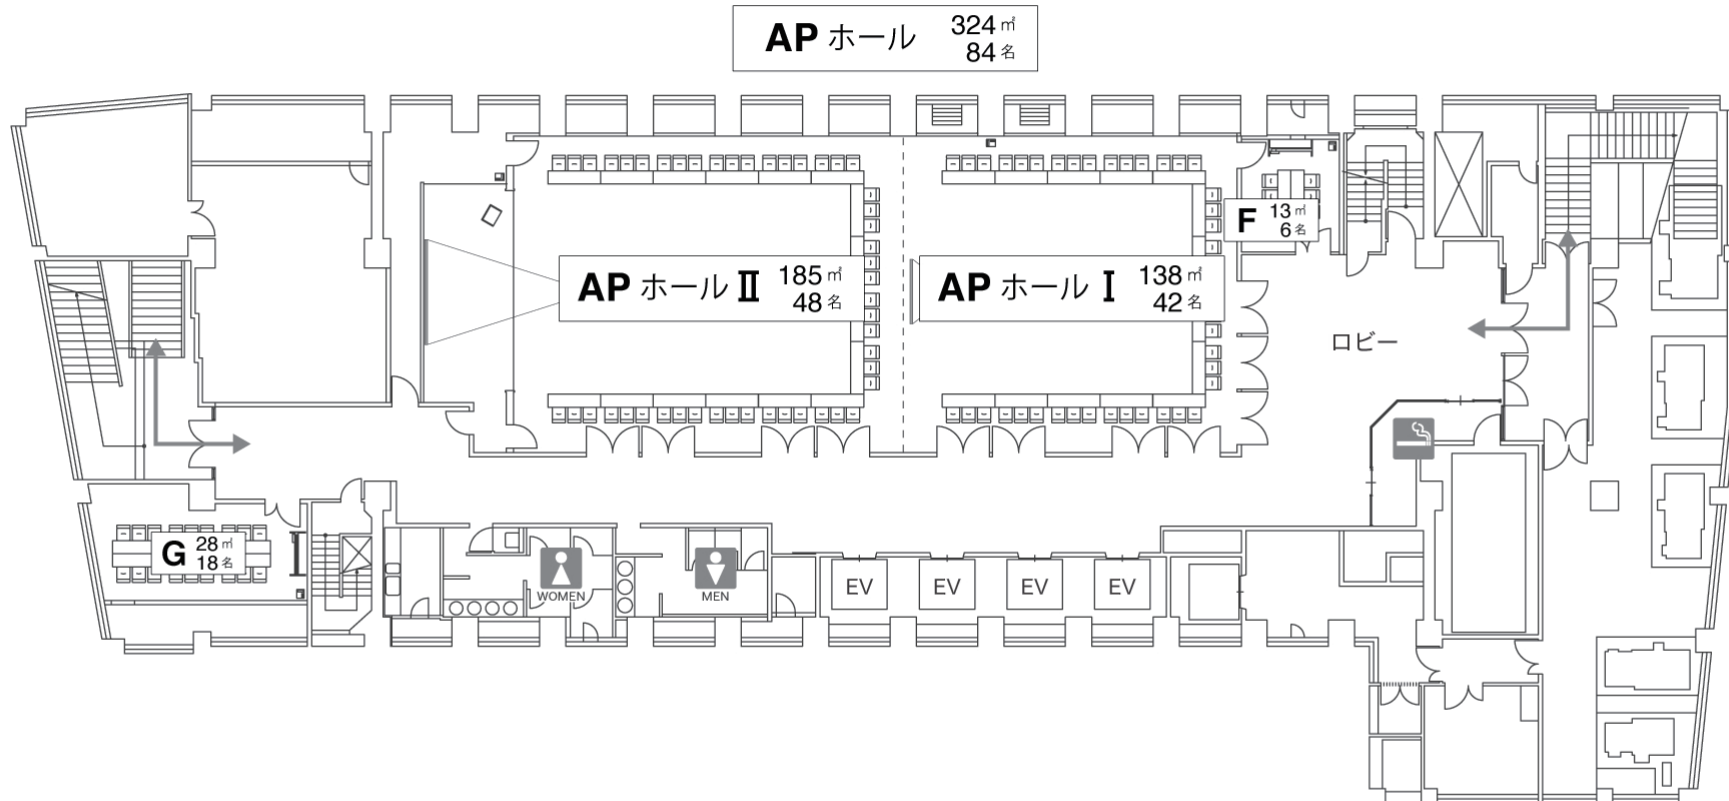 AP ホール 324㎡
84名
F 13㎡
6名
AP ホール Ⅱ 185㎡
48名
AP ホール Ⅰ 138㎡
42名
ロビー
G 28㎡
18名
WOMEN
MEN
EV
EV
EV
EV